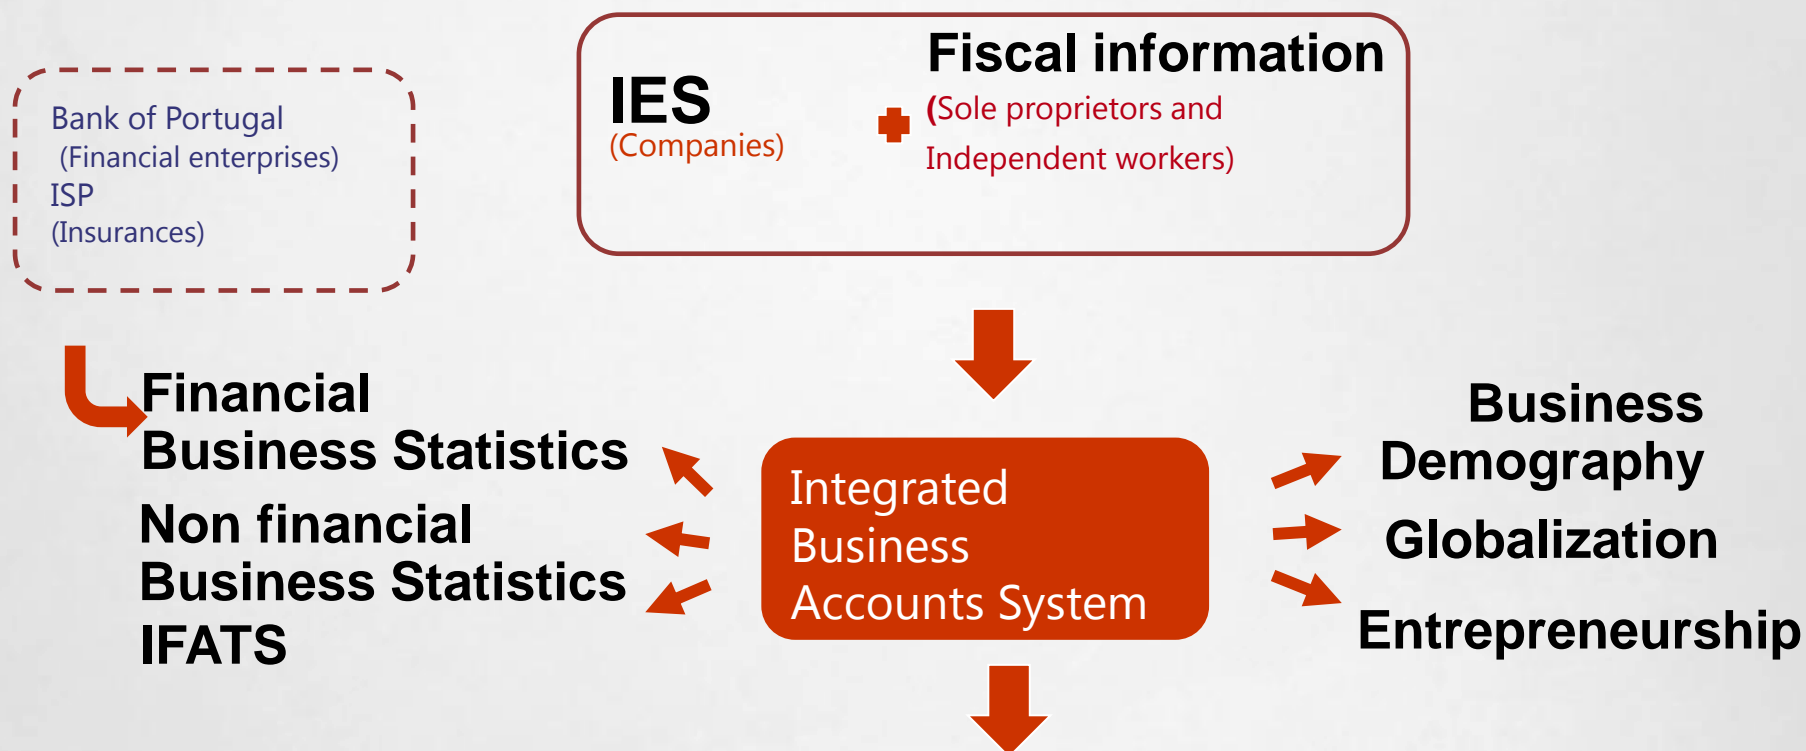 Bank of Portugal
(Financial enterprises)
ISP
(Insurances)
IES
(Companies)
Fiscal information
(Sole proprietors and
Independent workers)
Financial
Business Statistics
Non financial
Business Statistics
IFATS
Integrated
Business
Accounts System
Business
Demography
Globalization
Entrepreneurship